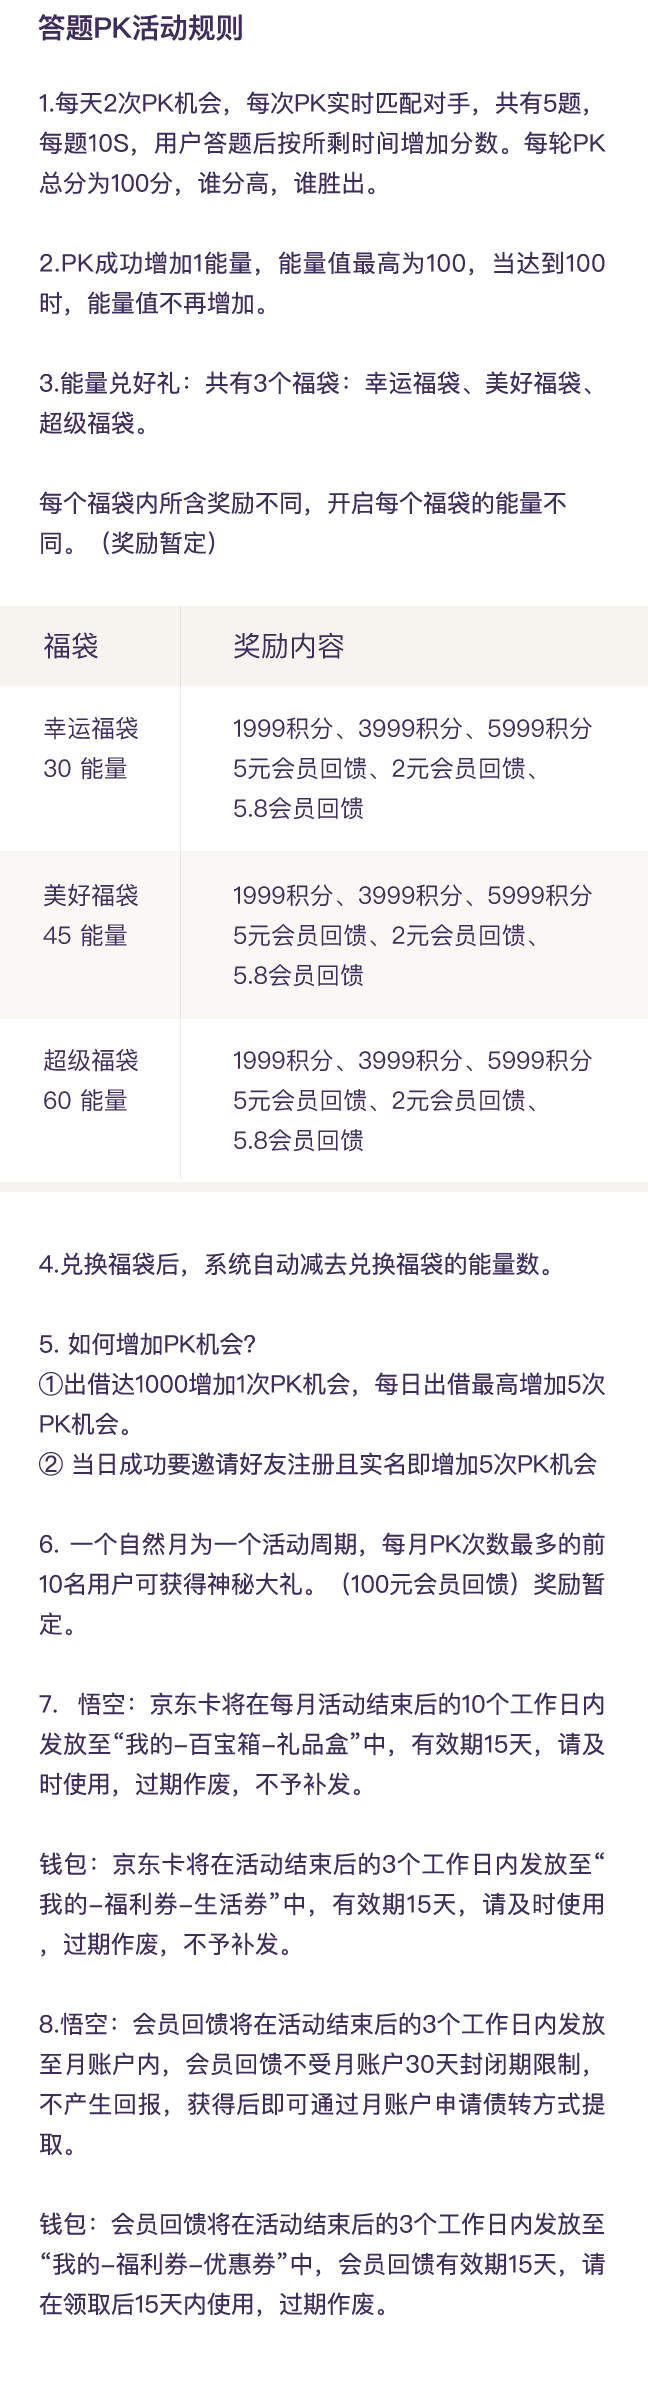 答题PK活动规则
1.每天2次PK机会，每次PK实时匹配对手，共有5题，
每题10S，用户答题后按所剩时间增加分数。每轮PK
总分为100分，谁分高，谁胜出。
2.PK成功增加1能量，能量值最高为100，当达到100
时，能量值不再增加。
3.能量兑好礼：共有3个福袋：幸运福袋、美好福袋、
超级福袋。
每个福袋内所含奖励不同，开启每个福袋的能量不
同。（奖励暂定）
福袋 奖励内容
幸运福袋 1999积分、3999积分、5999积分
30 能量 5元会员回馈、2元会员回馈、
5.8会员回馈
美好福袋 1999积分、3999积分、5999积分
45 能量 5元会员回馈、2元会员回馈、
5.8会员回馈
超级福袋 1999积分、3999积分、5999积分
60 能量 5元会员回馈、2元会员回馈、
5.8会员回馈
4.兑换福袋后，系统自动减去兑换福袋的能量数。
5. 如何增加PK机会?
①出借达1000增加1次PK机会，每日出借最高增加5次
PK机会。
② 当日成功要邀请好友注册且实名即增加5次PK机会
6. 一个自然月为一个活动周期，每月PK次数最多的前
10名用户可获得神秘大礼。（100元会员回馈）奖励暂
定。
7. 悟空：京东卡将在每月活动结束后的10个工作日内
发放至“我的-百宝箱-礼品盒”中，有效期15天，请及
时使用，过期作废，不予补发。
钱包：京东卡将在活动结束后的3个工作日内发放至“
我的-福利券-生活券”中，有效期15天，请及时使用
，过期作废，不予补发。
8.悟空：会员回馈将在活动结束后的3个工作日内发放
至月账户内，会员回馈不受月账户30天封闭期限制，
不产生回报，获得后即可通过月账户申请债转方式提
取。
钱包：会员回馈将在活动结束后的3个工作日内发放至
“我的-福利券-优惠券”中，会员回馈有效期15天，请
在领取后15天内使用，过期作废。